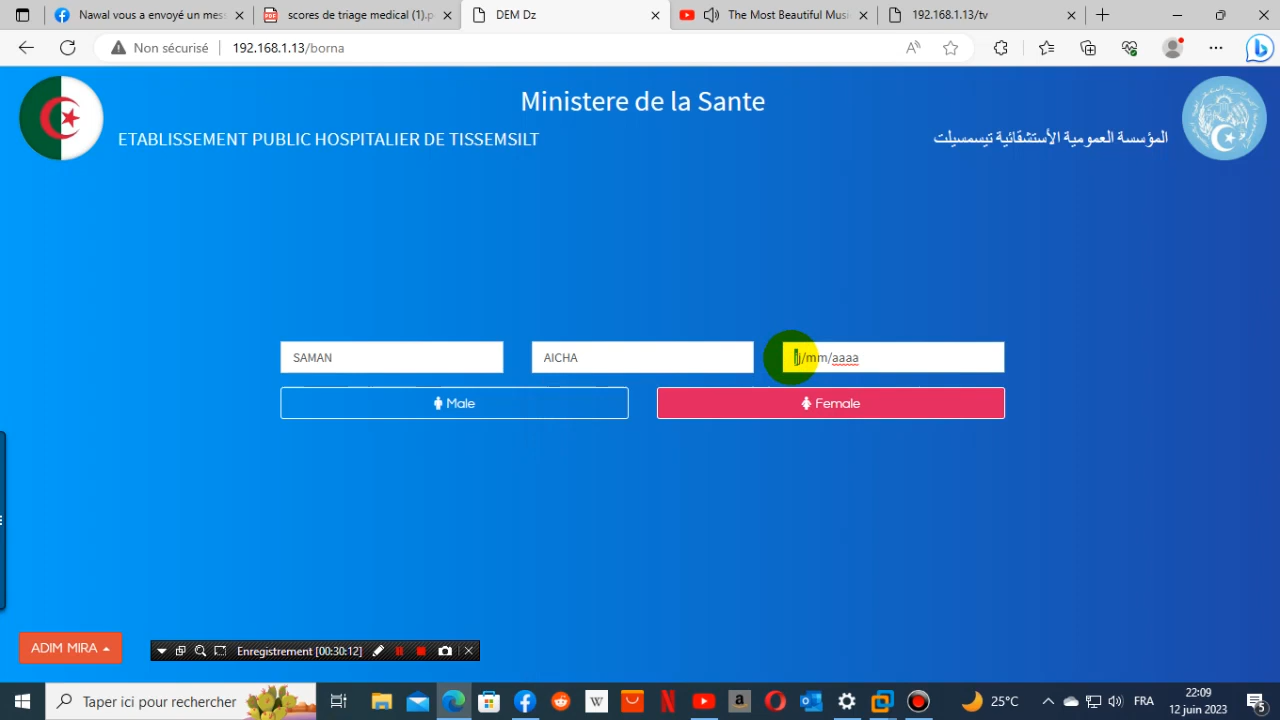 Nawal vous a envoyé un mes
scores de triage medical (1).p
DEM Dz
The Most Beautiful Musi
192.168.1.13/tv
Non sécurisé
192.168.1.13/borna
Ministere de la Sante
ETABLISSEMENT PUBLIC HOSPITALIER DE TISSEMSILT
المؤسسة العمومية الأستشفائية تيسمسيلت
SAMAN
AICHA
jj/mm/aaaa
Male
Female
ADIM MIRA
Enregistrement [00:30:12]
Taper ici pour rechercher
25°C
FRA
22:09
12 juin 2023
5